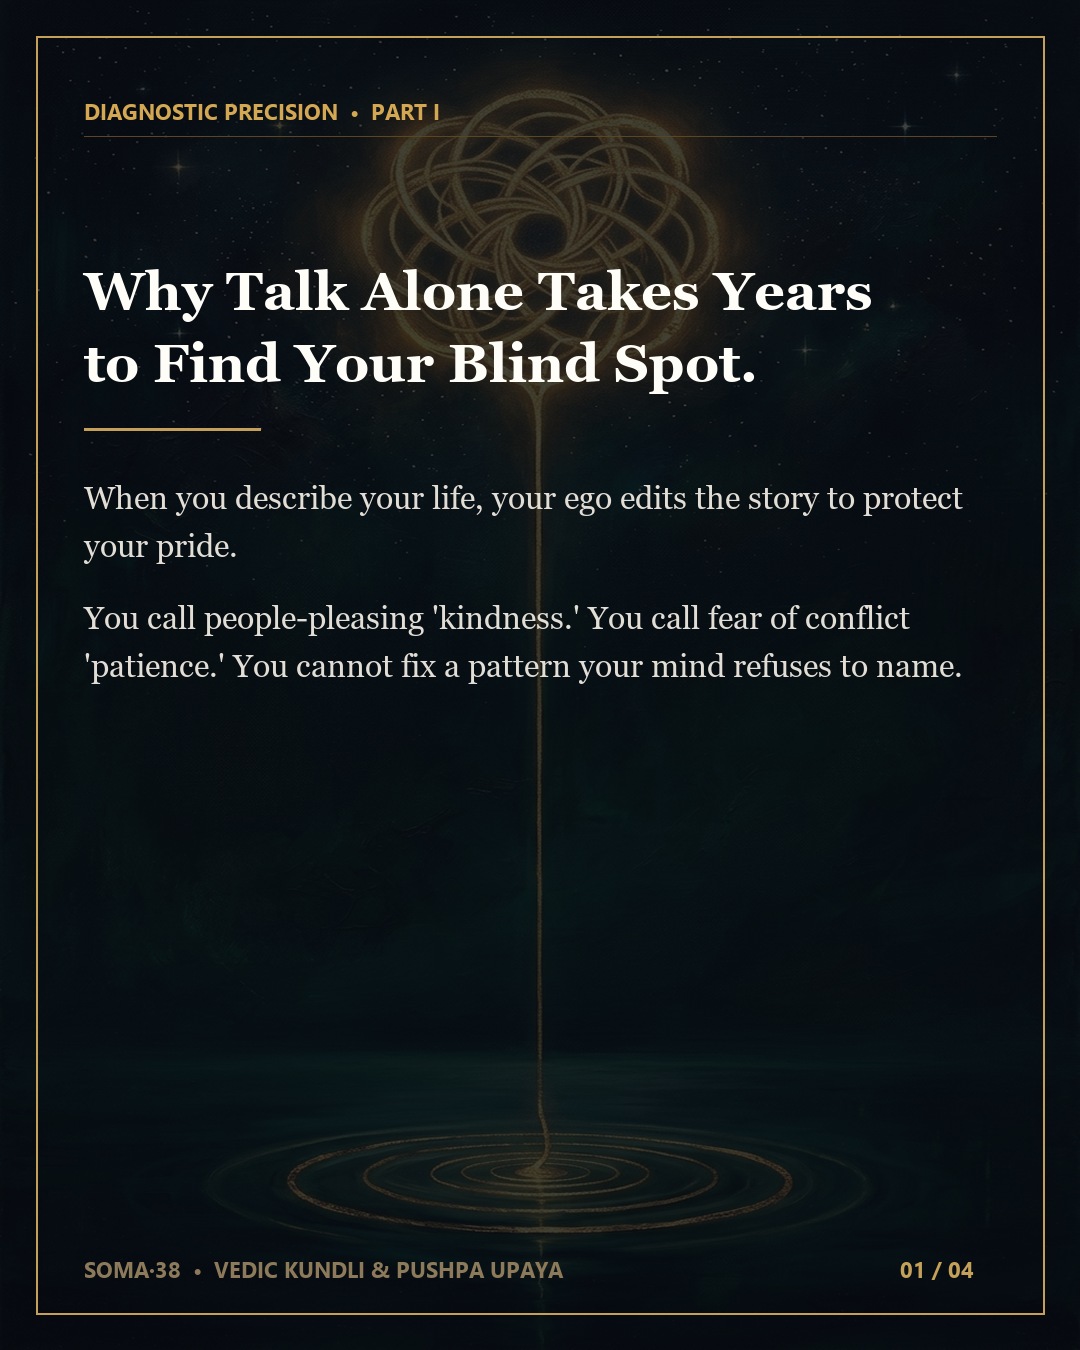 DIAGNOSTIC PRECISION • PART I
Why Talk Alone Takes Years
to Find Your Blind Spot.
When you describe your life, your ego edits the story to protect
your pride.
You call people-pleasing 'kindness.' You call fear of conflict
'patience.' You cannot fix a pattern your mind refuses to name.
SOMA·38 • VEDIC KUNDLI & PUSHPA UPAYA
01 / 04